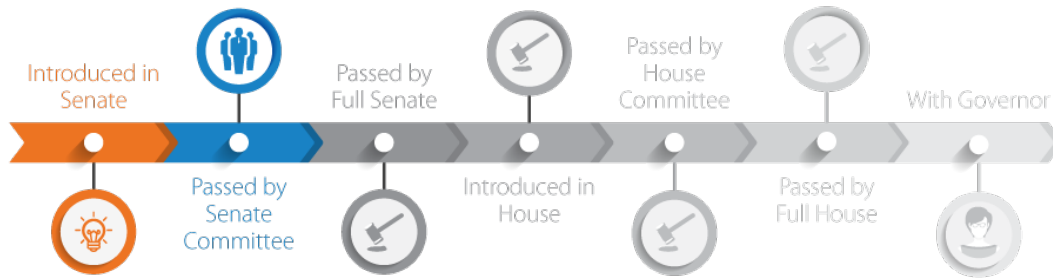 Introduced in
Senate
Passed by
Senate
Committee
Passed by
Full Senate
Introduced in
House
Passed by
House
Committee
Passed by
Full House
With Governor